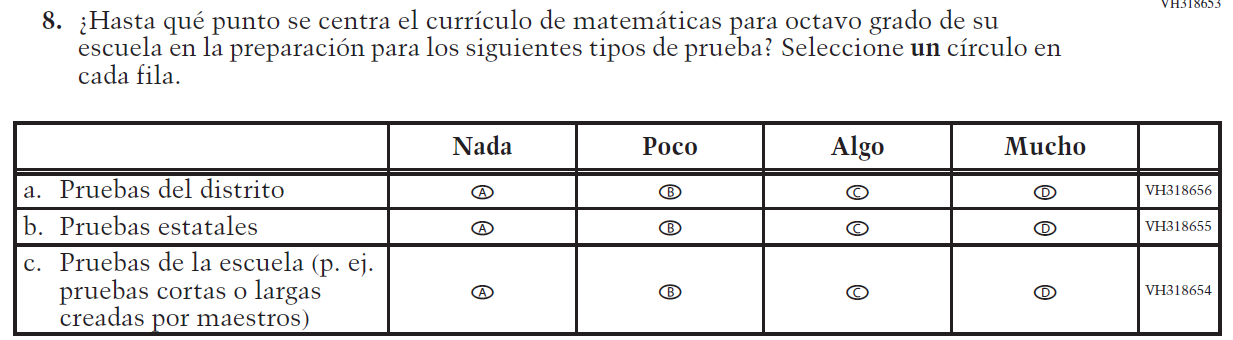 VH318653
8. ¿Hasta qué punto se centra el currículo de matemáticas para octavo grado de su
escuela en la preparación para los siguientes tipos de prueba? Seleccione un círculo en
cada fila.
Nada Poco Algo Mucho
a. Pruebas del distrito A B C D VH318656
b. Pruebas estatales A B C D VH318655
c. Pruebas de la escuela (p. ej.
pruebas cortas o largas A B C D VH318654
creadas por maestros)